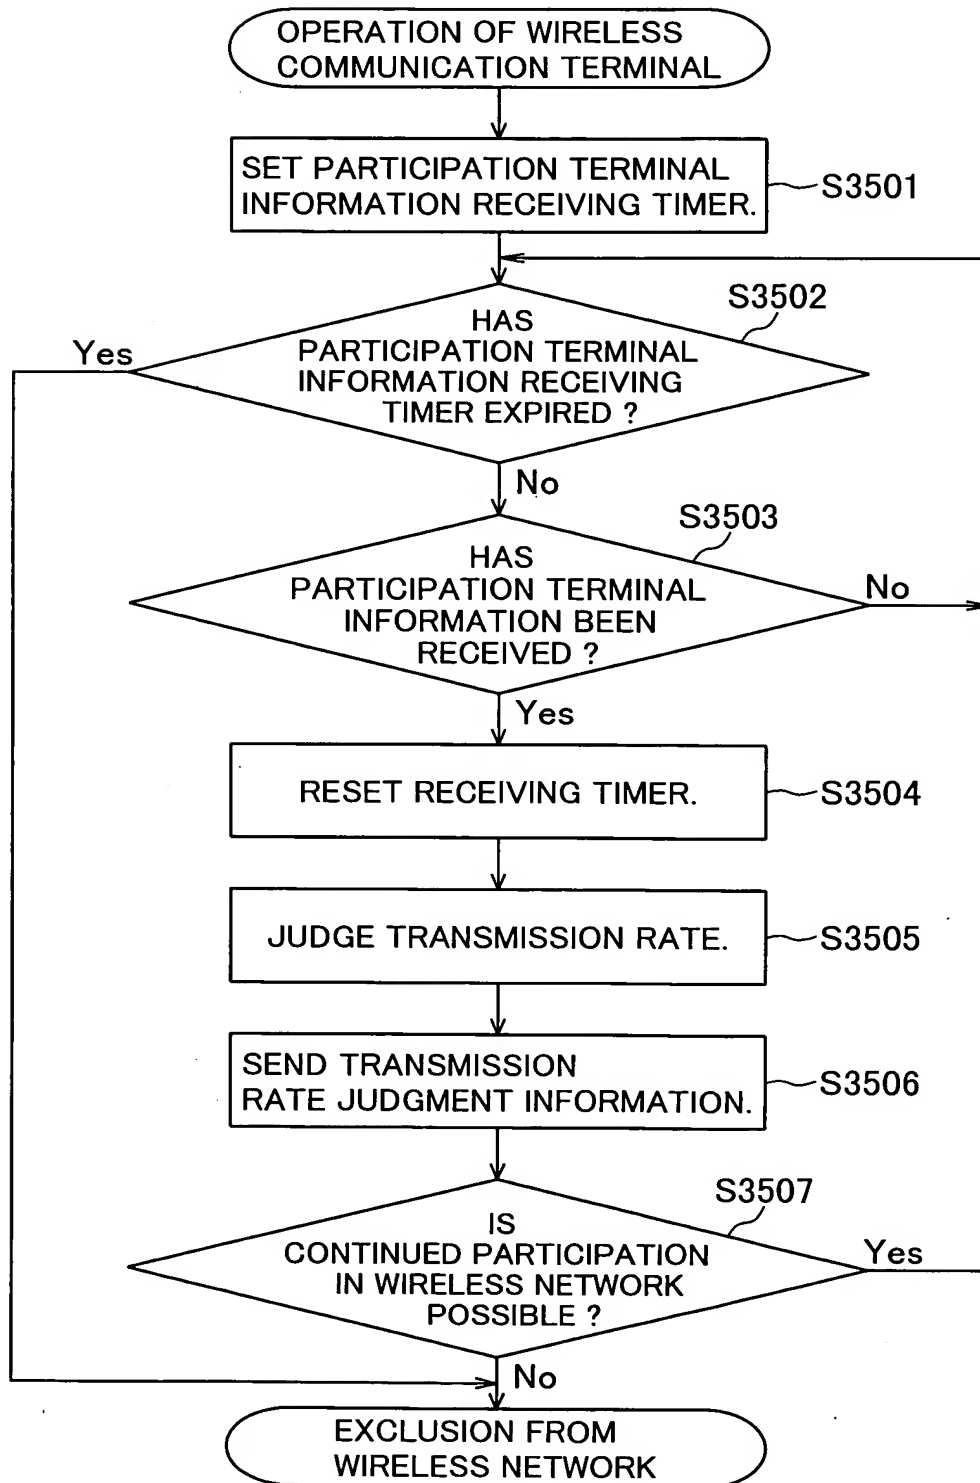 OPERATION OF WIRELESS
COMMUNICATION TERMINAL
SET PARTICIPATION TERMINAL
INFORMATION RECEIVING TIMER.
S3501
S3502
HAS
PARTICIPATION TERMINAL
INFORMATION RECEIVING
TIMER EXPIRED ?
Yes
No
S3503
HAS
PARTICIPATION TERMINAL
INFORMATION BEEN
RECEIVED ?
No
Yes
RESET RECEIVING TIMER.
S3504
JUDGE TRANSMISSION RATE.
S3505
SEND TRANSMISSION
RATE JUDGMENT INFORMATION.
S3506
S3507
IS
CONTINUED PARTICIPATION
IN WIRELESS NETWORK
POSSIBLE ?
Yes
No
EXCLUSION FROM
WIRELESS NETWORK